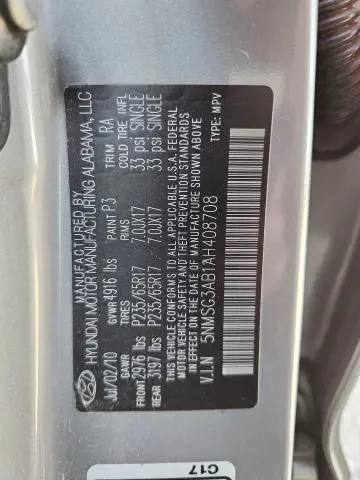 MANUFACTURED BY
HYUNDAI MOTOR MANUFACTURING ALABAMA, LLC
Jul/02/10 GVWR 4916 lbs PAINT P3 TRIM RA
GAWR TIRES RIMS COLD TIRE INFL
FRONT 2976 lbs P235/65R17 7.00X17 33 psi SINGLE
REAR 3197 lbs P235/65R17 7.00X17 33 psi SINGLE
THIS VEHICLE CONFORMS TO ALL APPLICABLE U.S.A. FEDERAL
MOTOR VEHICLE SAFETY AND THEFT PREVENTION STANDARDS
IN EFFECT ON THE DATE OF MANUFACTURE SHOWN ABOVE
V.I.N 5NMSG3AB1AH408708 TYPE: MPV
C17